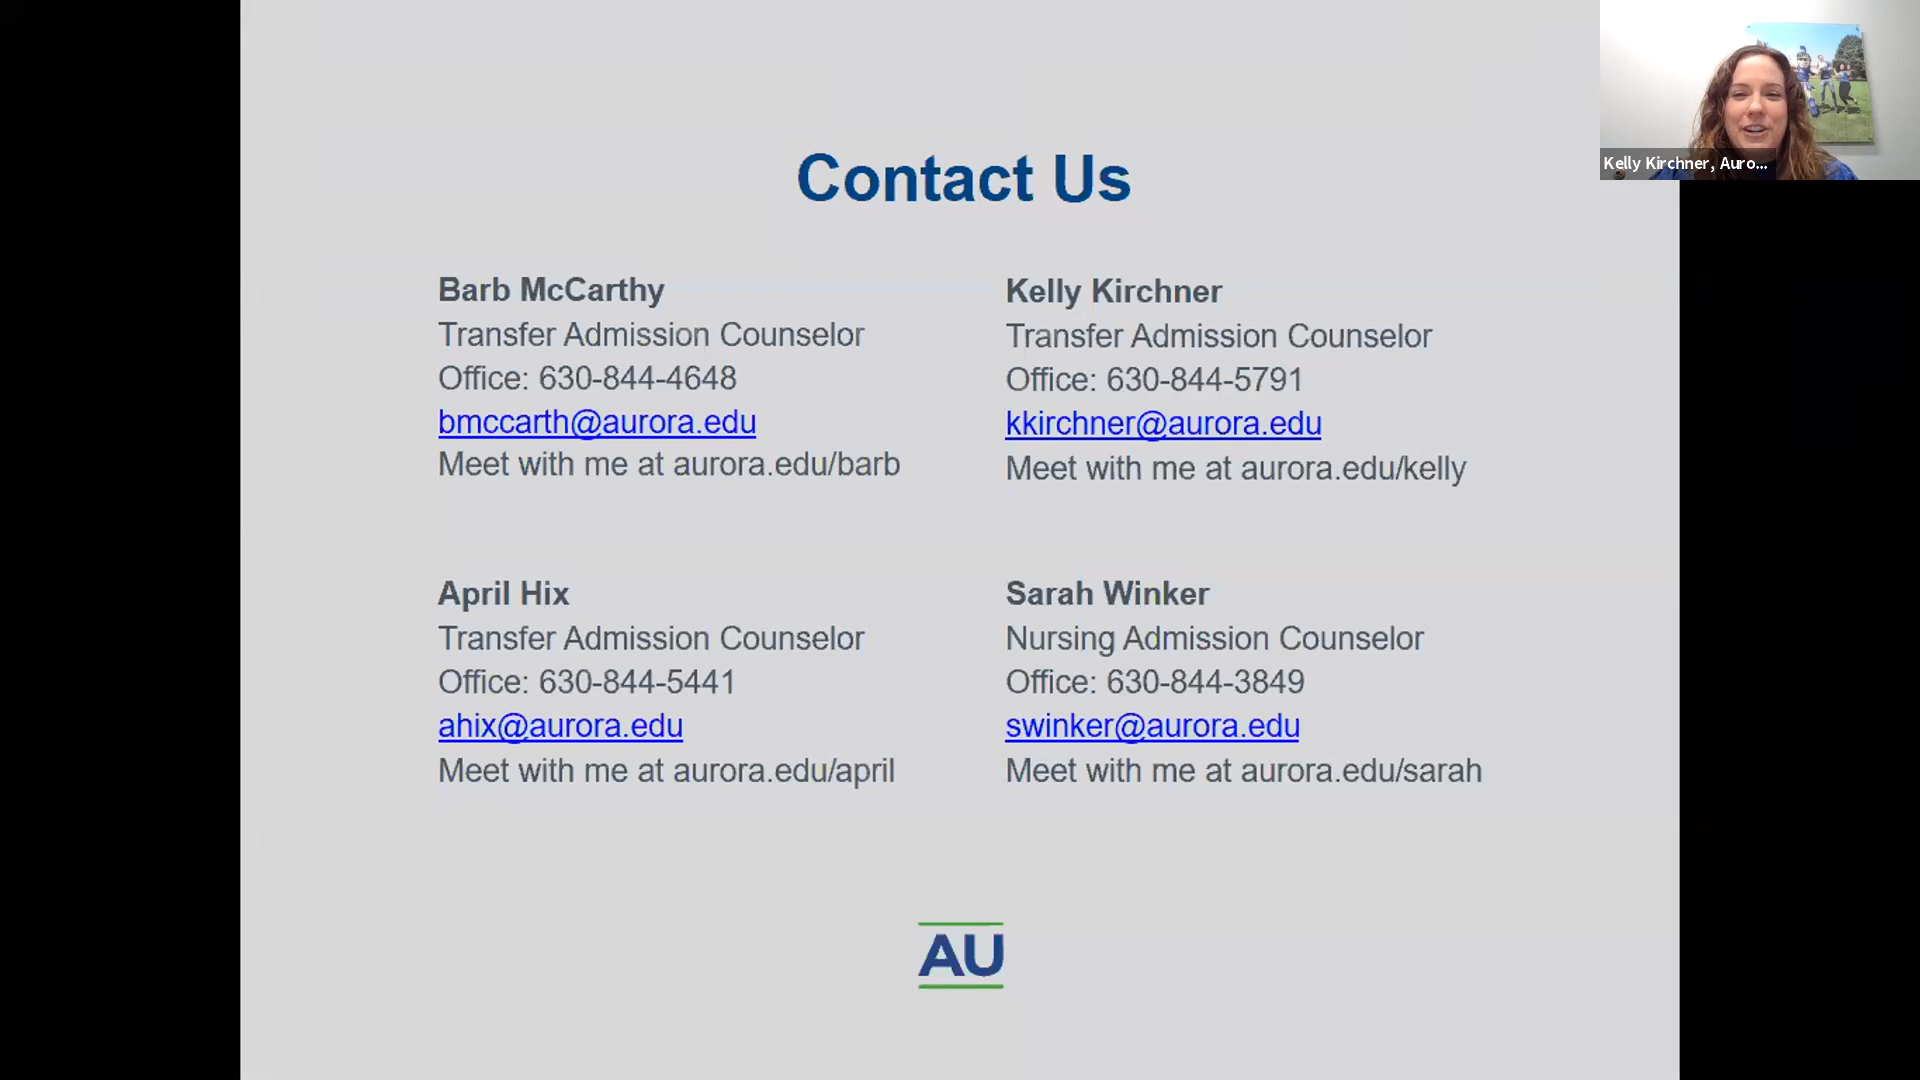 Contact Us
Barb McCarthy
Transfer Admission Counselor
Office: 630-844-4648
bmccarth@aurora.edu
Meet with me at aurora.edu/barb
Kelly Kirchner
Transfer Admission Counselor
Office: 630-844-5791
kkirchner@aurora.edu
Meet with me at aurora.edu/kelly
April Hix
Transfer Admission Counselor
Office: 630-844-5441
ahix@aurora.edu
Meet with me at aurora.edu/april
Sarah Winker
Nursing Admission Counselor
Office: 630-844-3849
swinker@aurora.edu
Meet with me at aurora.edu/sarah
AU
Kelly Kirchner, Auro...